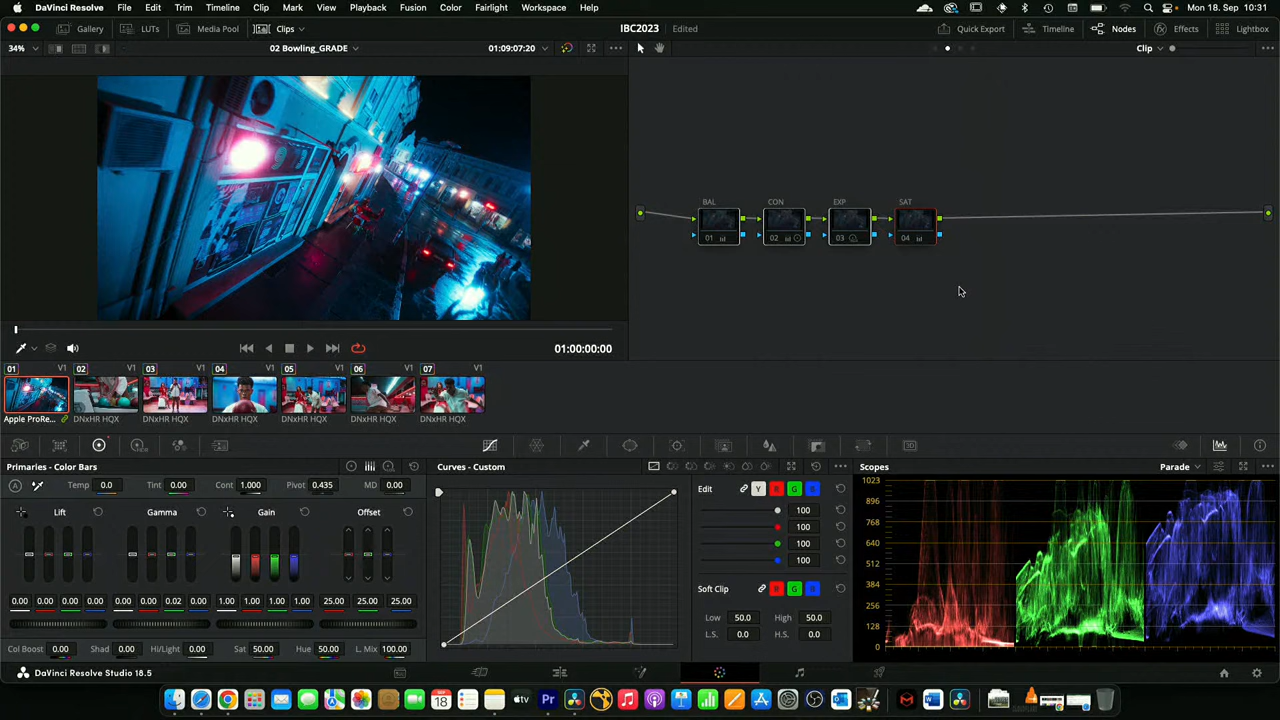 DaVinci Resolve File Edit Trim Timeline Clip Mark View Playback Fusion Color Fairlight Workspace Help Mon 18. Sep 10:31
Gallery LUTs Media Pool Clips IBC2023 Edited Quick Export Timeline Nodes Effects Lightbox
34% 02 Bowling_GRADE 01:09:07:20 Clip
BAL CON EXP SAT
01 02 03 04
01:00:00:00
01 V1 02 V1 03 V1 04 V1 05 V1 06 V1 07 V1
Apple ProRe... DNxHR HQX DNxHR HQX DNxHR HQX DNxHR HQX DNxHR HQX DNxHR HQX
Primaries - Color Bars Curves - Custom Scopes Parade
Temp 0.0 Tint 0.00 Cont 1.000 Pivot 0.435 MD 0.00
Lift Gamma Gain Offset
0.00 0.00 0.00 0.00 0.00 0.00 0.02 0.00 1.00 1.00 1.00 1.00 25.00 25.00 25.00
Col Boost 0.00 Shad 0.00 Hi/Light 0.00 Sat 50.00 Hue 50.00 L. Mix 100.00
Edit Y R G B
100
100
100
100
Soft Clip R G B
Low 50.0 High 50.0
L.S. 0.0 H.S. 0.0
1023
896
768
640
512
384
256
128
0
DaVinci Resolve Studio 18.5
SEP
18
tv
Pr